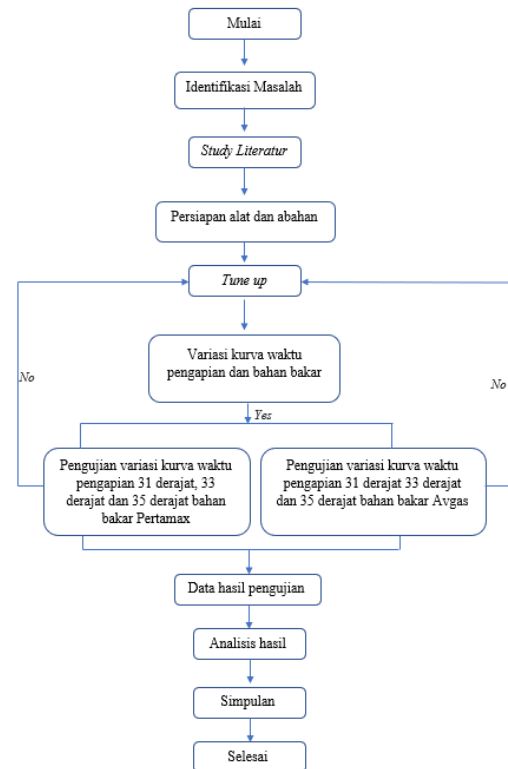 Mulai
Identifikasi Masalah
Study Literatur
Persiapan alat dan abahan
Tune up
Variasi kurva waktu
pengapian dan bahan bakar
No
No
Yes
Pengujian variasi kurva waktu
pengapian 31 derajat, 33
derajat dan 35 derajat bahan
bakar Pertamax
Pengujian variasi kurva waktu
pengapian 31 derajat 33 derajat
dan 35 derajat bahan bakar Avgas
Data hasil pengujian
Analisis hasil
Simpulan
Selesai